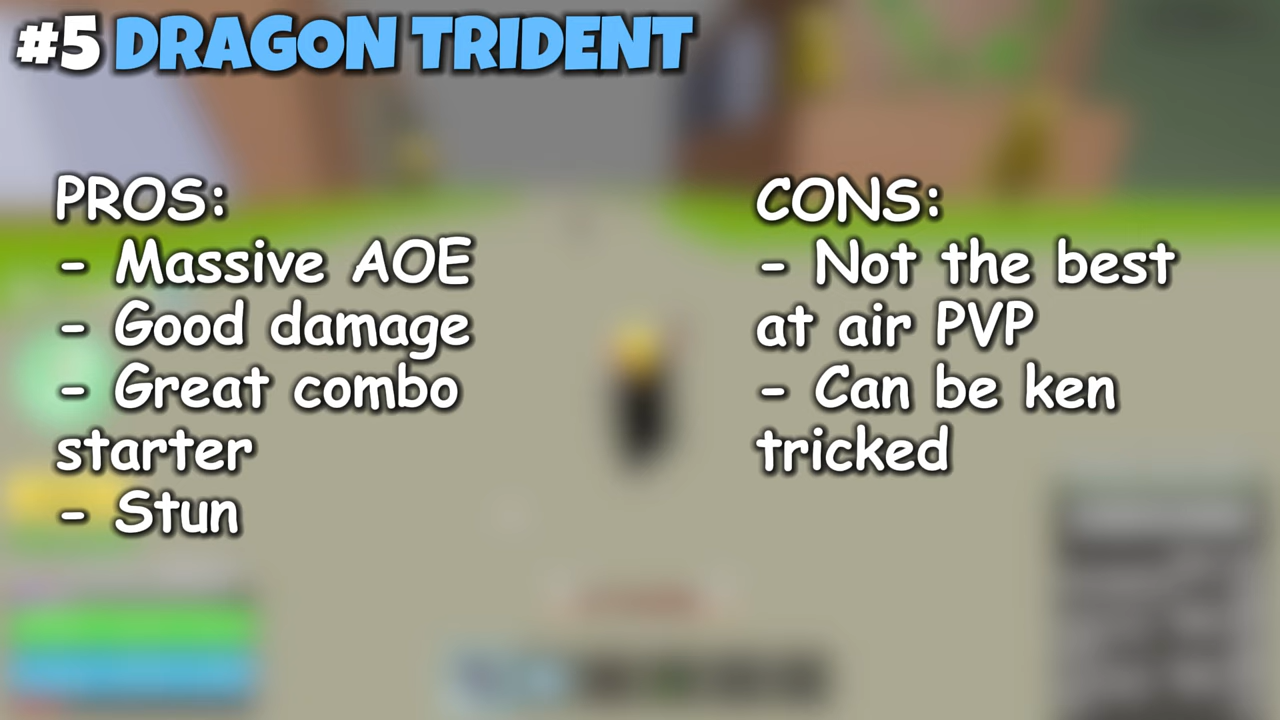 #5 DRAGON TRIDENT
PROS:
- Massive AOE
- Good damage
- Great combo
starter
- Stun
CONS:
- Not the best
at air PVP
- Can be ken
tricked